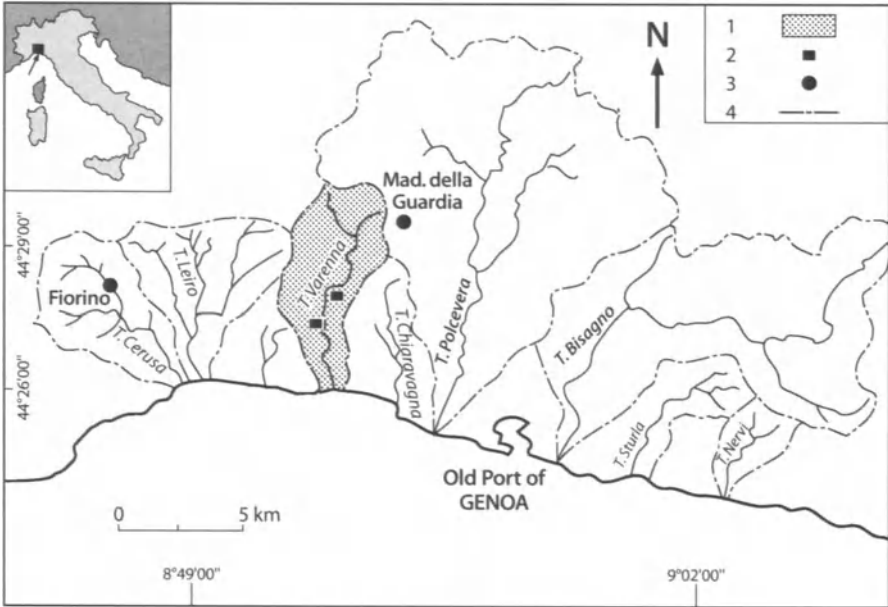 N
1
2
3
4
Mad. della
Guardia
44°29'00"
T. Leiro
T. Varenna
Fiorino
T. Cerusa
T. Chiaravagna
T. Polcevera
T. Bisagno
44°26'00"
T. Sturla
T. Nervi
Old Port of
GENOA
0 5 km
8°49'00"
9°02'00"